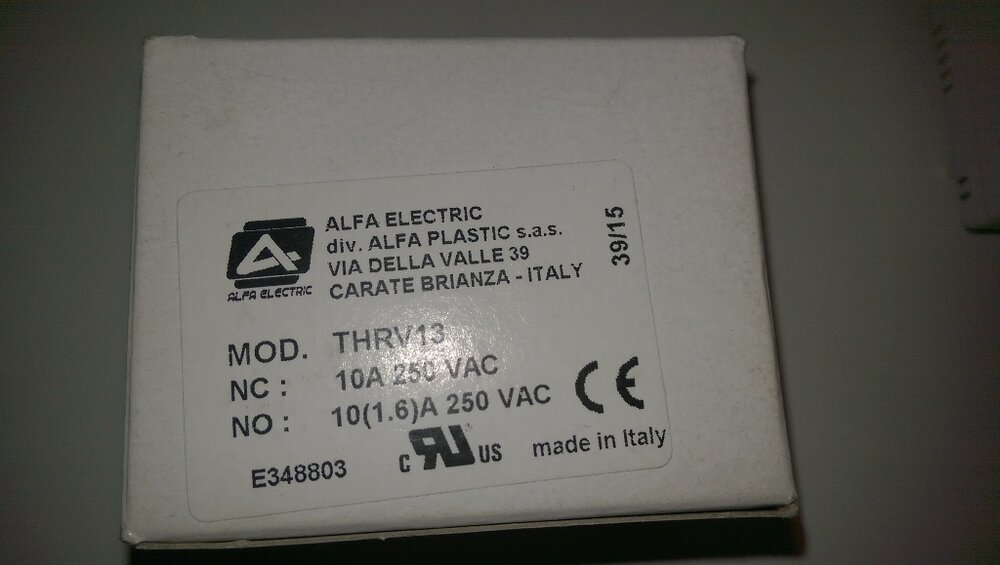 ALFA ELECTRIC
ALFA ELECTRIC
div. ALFA PLASTIC s.a.s.
VIA DELLA VALLE 39
CARATE BRIANZA - ITALY
39/15
MOD. THRV13
NC : 10A 250 VAC
NO : 10(1.6)A 250 VAC
CE
E348803
C RU US
made in Italy